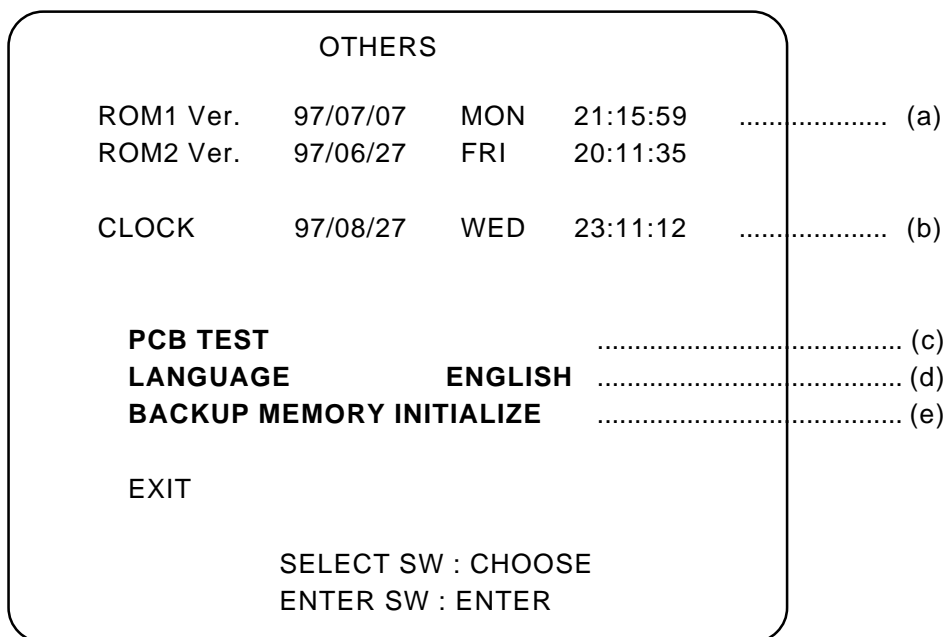 OTHERS
ROM1 Ver. 97/07/07 MON 21:15:59 .................... (a)
ROM2 Ver. 97/06/27 FRI 20:11:35
CLOCK 97/08/27 WED 23:11:12 .................... (b)
PCB TEST ......................................... (c)
LANGUAGE ENGLISH ......................................... (d)
BACKUP MEMORY INITIALIZE ......................................... (e)
EXIT
SELECT SW : CHOOSE
ENTER SW : ENTER